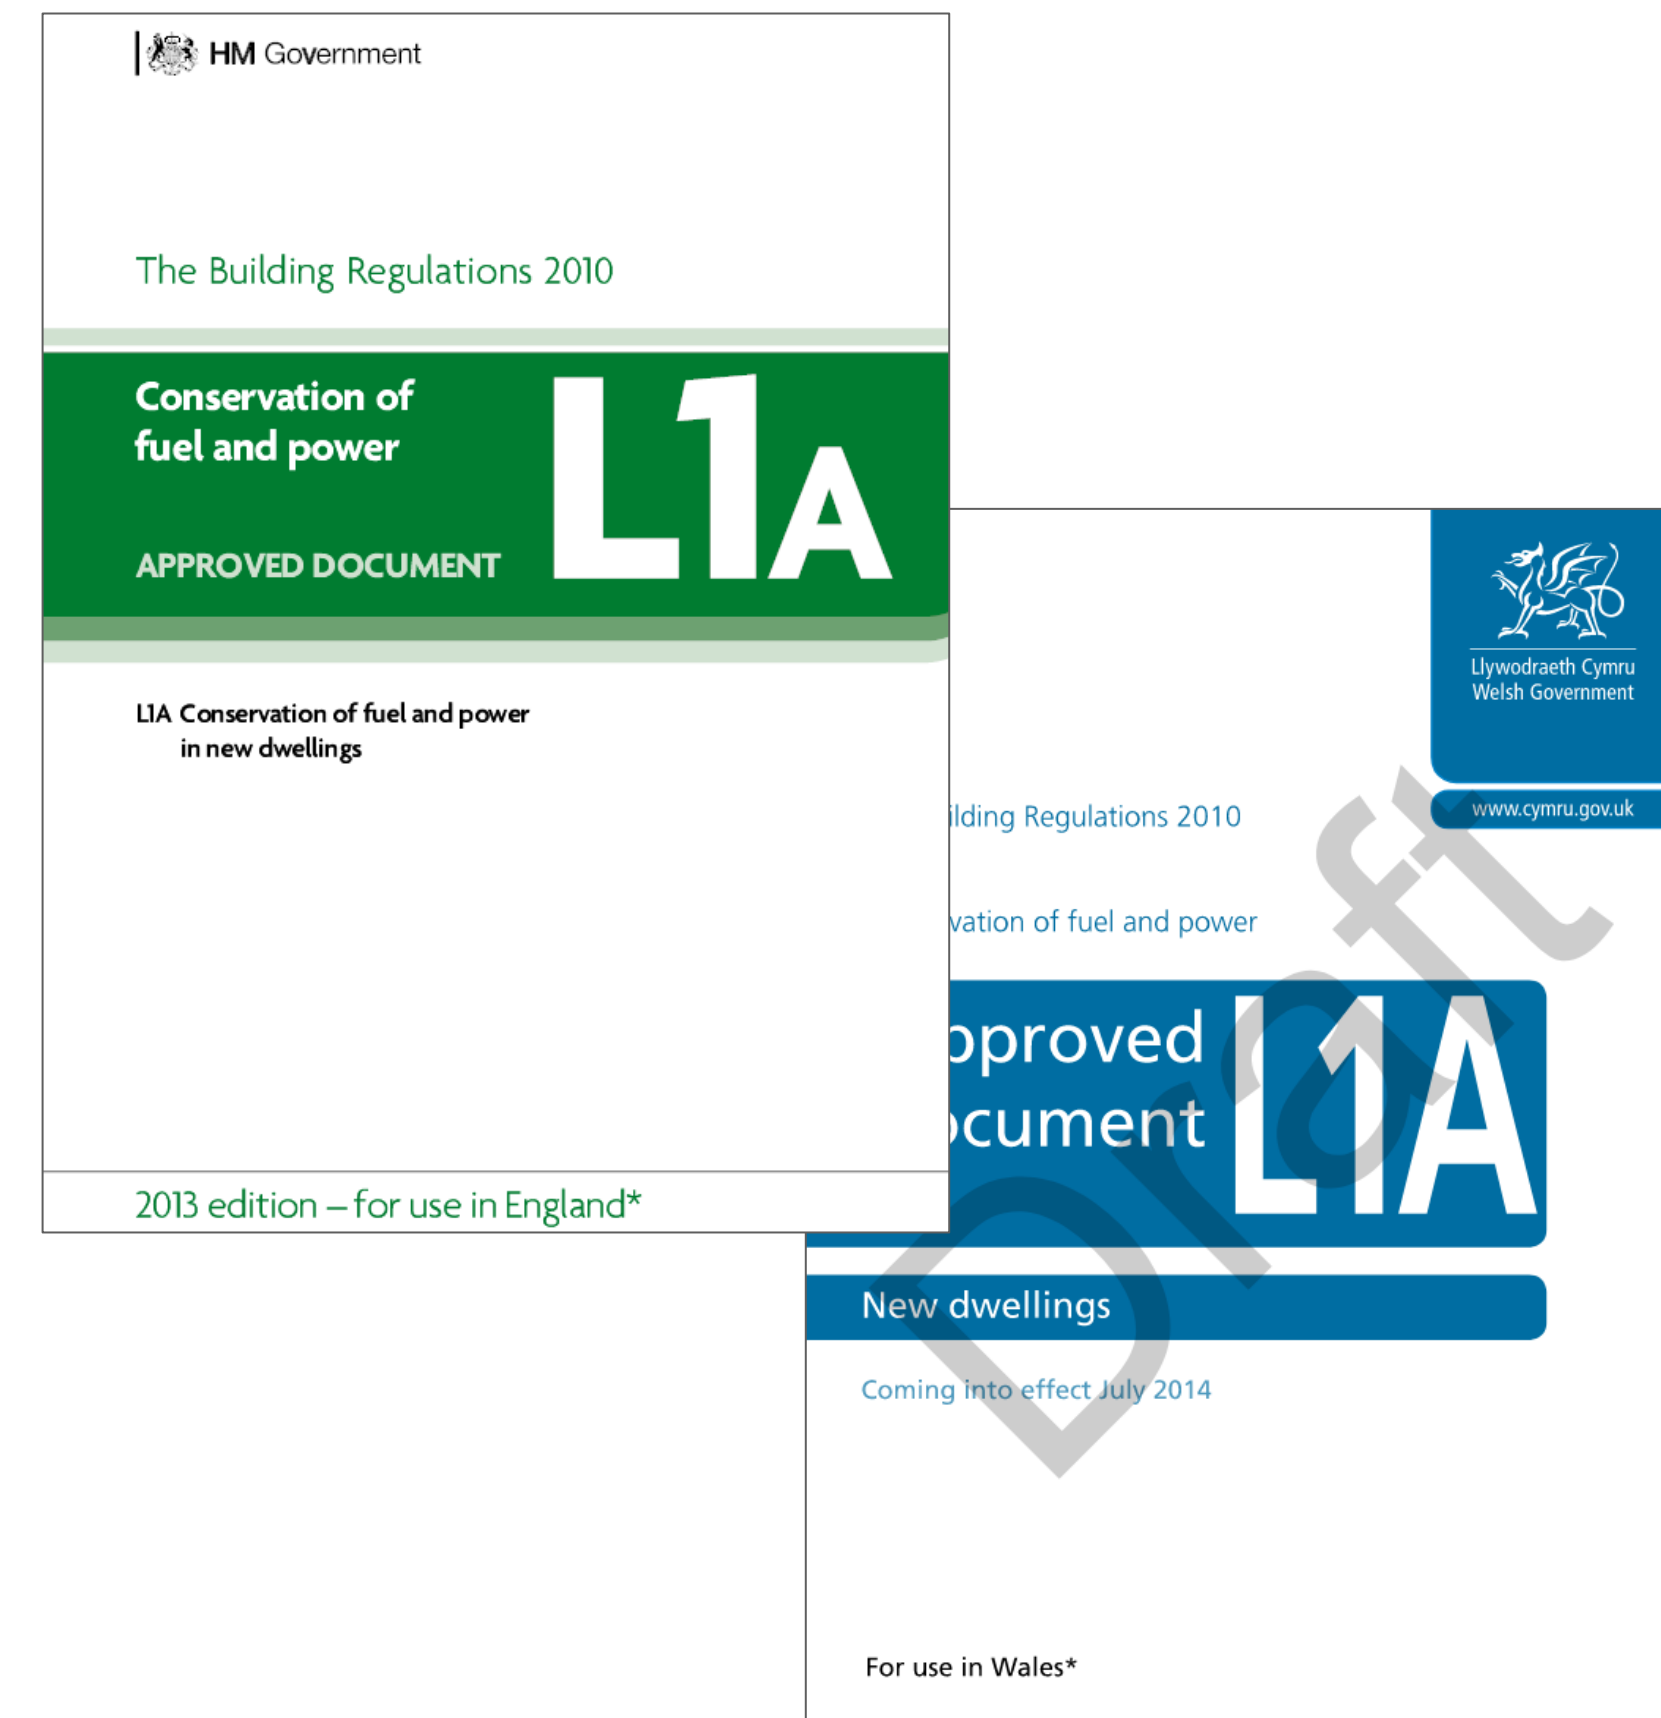 HM Government
The Building Regulations 2010
Conservation of
fuel and power
L1A
APPROVED DOCUMENT
L1A Conservation of fuel and power
in new dwellings
2013 edition – for use in England*
Llywodraeth Cymru
Welsh Government
www.cymru.gov.uk
ilding Regulations 2010
vation of fuel and power
pproved
ocument
L1A
New dwellings
Coming into effect July 2014
For use in Wales*
Draft